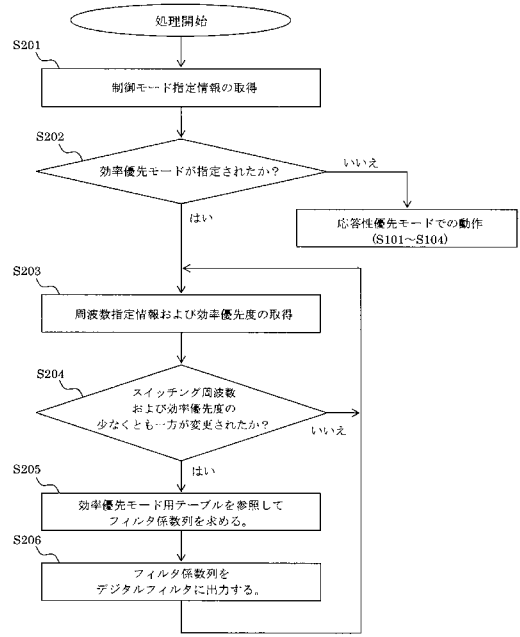 処理開始
S201
制御モード指定情報の取得
S202
効率優先モードが指定されたか？
いいえ
はい
応答性優先モードでの動作
(S101～S104)
S203
周波数指定情報および効率優先度の取得
S204
スイッチング周波数
および効率優先度の
少なくとも一方が変更されたか？
いいえ
はい
S205
効率優先モード用テーブルを参照して
フィルタ係数列を求める。
S206
フィルタ係数列を
デジタルフィルタに出力する。